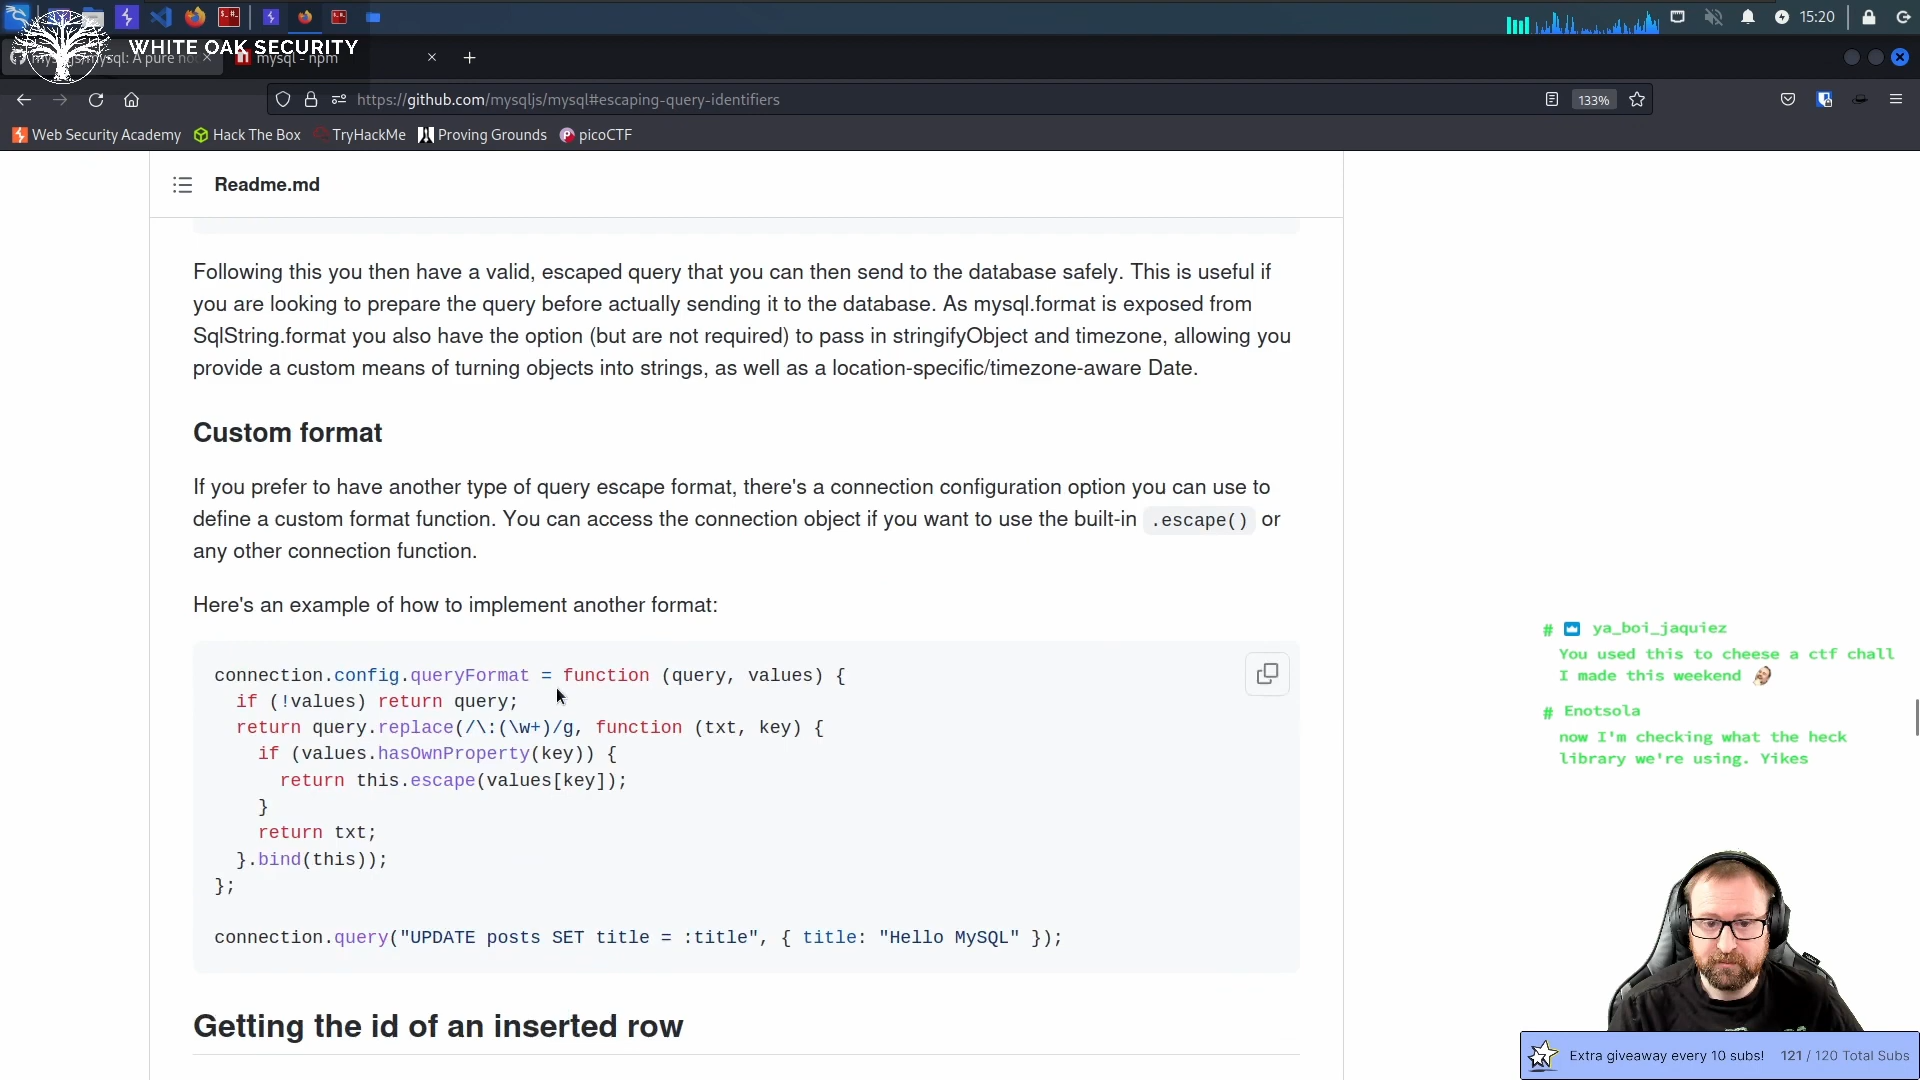 15:20
WHITE OAK SECURITY
mysqljs/mysql: A pure no
mysql - npm
https://github.com/mysqljs/mysql#escaping-query-identifiers
133%
Web Security Academy
Hack The Box
TryHackMe
Proving Grounds
picoCTF
Readme.md
Following this you then have a valid, escaped query that you can then send to the database safely. This is useful if
you are looking to prepare the query before actually sending it to the database. As mysql.format is exposed from
SqlString.format you also have the option (but are not required) to pass in stringifyObject and timezone, allowing you
provide a custom means of turning objects into strings, as well as a location-specific/timezone-aware Date.
Custom format
If you prefer to have another type of query escape format, there's a connection configuration option you can use to
define a custom format function. You can access the connection object if you want to use the built-in .escape() or
any other connection function.
Here's an example of how to implement another format:
connection.config.queryFormat = function (query, values) {
  if (!values) return query;
  return query.replace(/\:(\w+)/g, function (txt, key) {
    if (values.hasOwnProperty(key)) {
      return this.escape(values[key]);
    }
    return txt;
  }.bind(this));
};
connection.query("UPDATE posts SET title = :title", { title: "Hello MySQL" });
Getting the id of an inserted row
# ya_boi_jaquiez
You used this to cheese a ctf chall
I made this weekend
# Enotsola
now I'm checking what the heck
library we're using. Yikes
Extra giveaway every 10 subs! 121 / 120 Total Subs